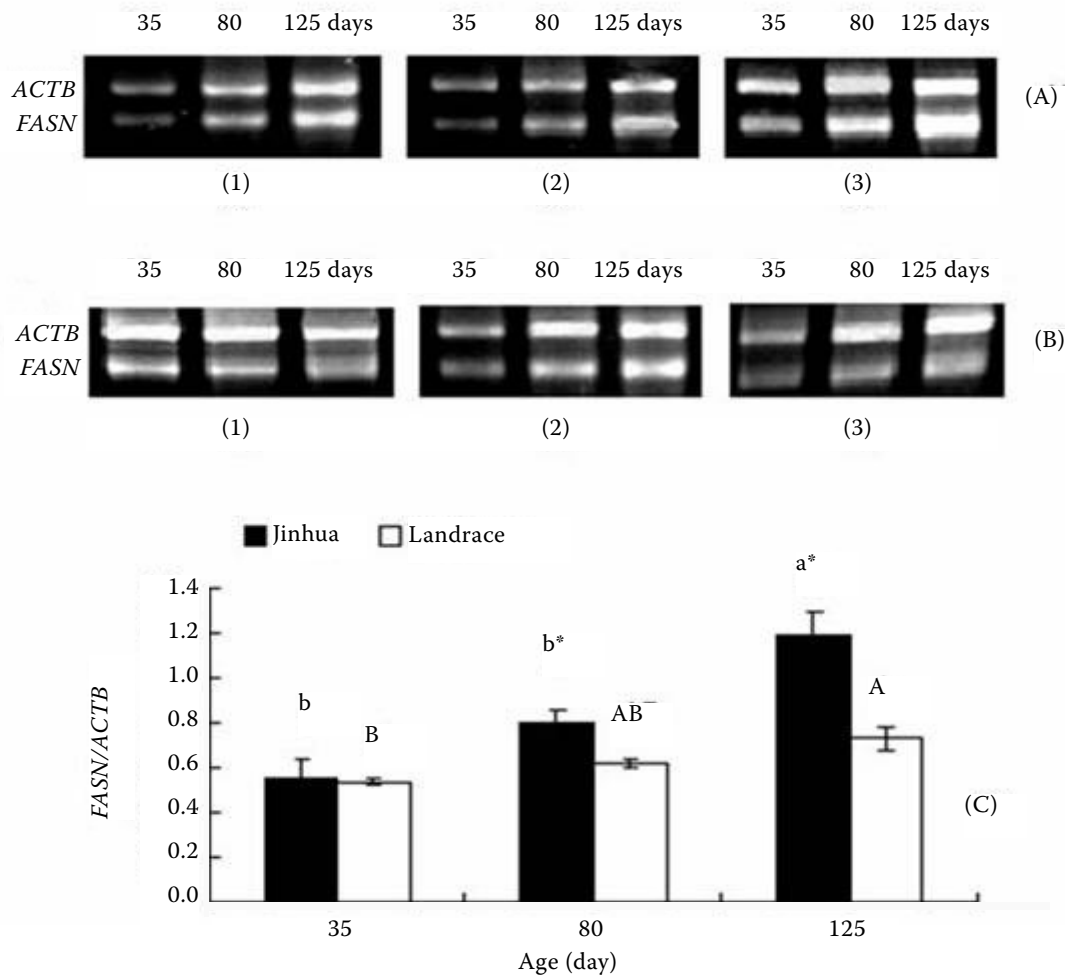 35 80 125 days 35 80 125 days 35 80 125 days
ACTB
(A)
FASN
(1) (2) (3)
35 80 125 days 35 80 125 days 35 80 125 days
ACTB
(B)
FASN
(1) (2) (3)
Jinhua Landrace
a*
1.4
1.2
b*
1.0
A
b
AB
0.8
B
0.6
FASN/ACTB
0.4
(C)
0.2
0.0
35 80 125
Age (day)